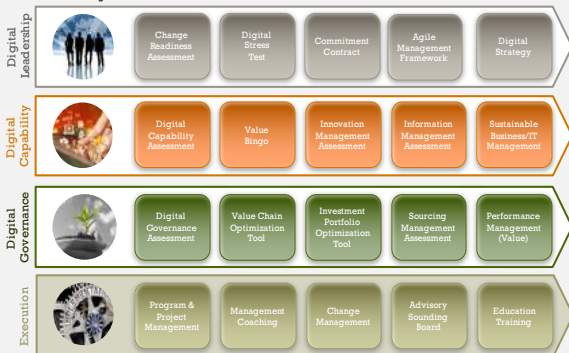 Digital
Leadership
Change
Readiness
Assessment
Digital
Stress
Test
Commitment
Contract
Agile
Management
Framework
Digital
Strategy
Digital
Capability
Digital
Capability
Assessment
Value
Bingo
Innovation
Management
Assessment
Information
Management
Assessment
Sustainable
Business/IT
Management
Digital
Governance
Digital
Governance
Assessment
Value Chain
Optimization
Tool
Investment
Portfolio
Optimization
Tool
Sourcing
Management
Assessment
Performance
Management
(Value)
Execution
Program &
Project
Management
Management
Coaching
Change
Management
Advisory
Sounding
Board
Education
Training